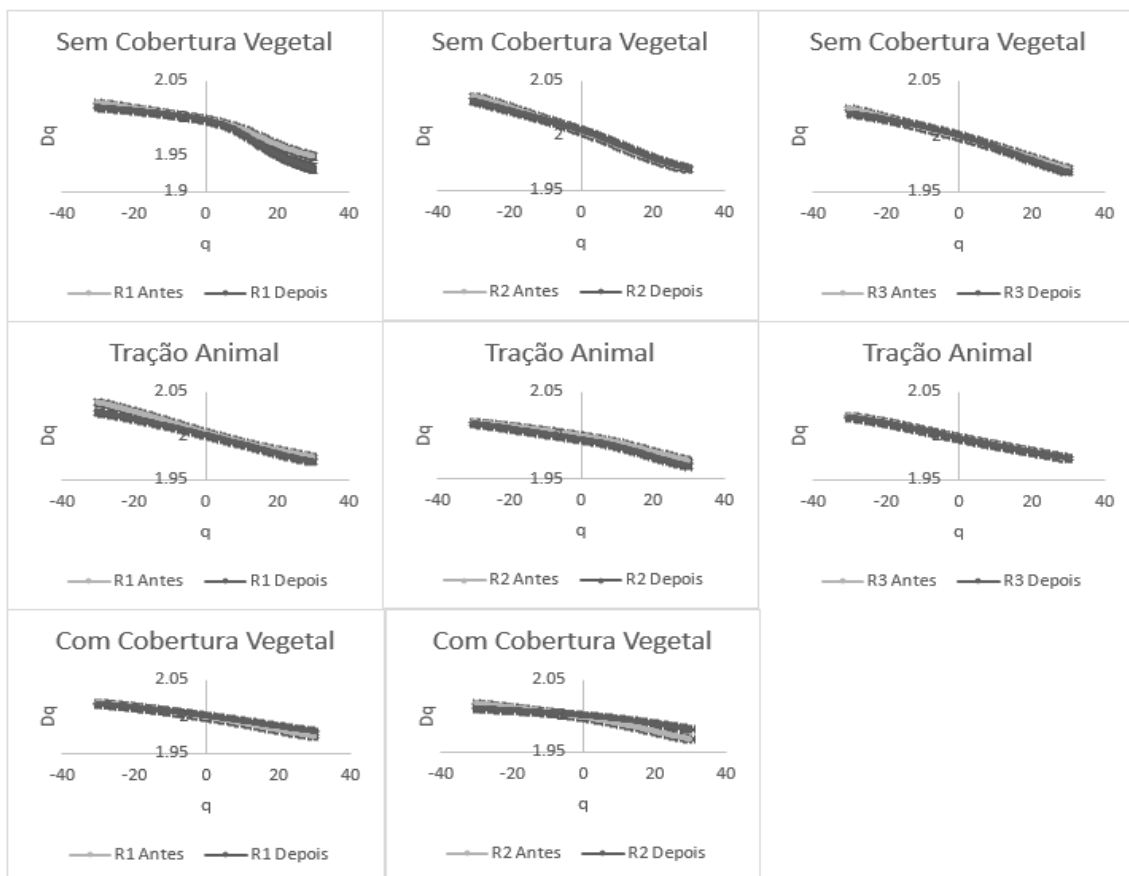 Sem Cobertura Vegetal
2.05
2
1.95
1.9
Dq
-40 -20 0 20 40
q
R1 Antes R1 Depois
Sem Cobertura Vegetal
2.05
2
1.95
Dq
-40 -20 0 20 40
q
R2 Antes R2 Depois
Sem Cobertura Vegetal
2.05
2
1.95
Dq
-40 -20 0 20 40
q
R3 Antes R3 Depois
Tração Animal
2.05
2
1.95
Dq
-40 -20 0 20 40
q
R1 Antes R1 Depois
Tração Animal
2.05
2
1.95
Dq
-40 -20 0 20 40
q
R2 Antes R2 Depois
Tração Animal
2.05
2
1.95
Dq
-40 -20 0 20 40
q
R3 Antes R3 Depois
Com Cobertura Vegetal
2.05
2
1.95
Dq
-40 -20 0 20 40
q
R1 Antes R1 Depois
Com Cobertura Vegetal
2.05
2
1.95
Dq
-40 -20 0 20 40
q
R2 Antes R2 Depois